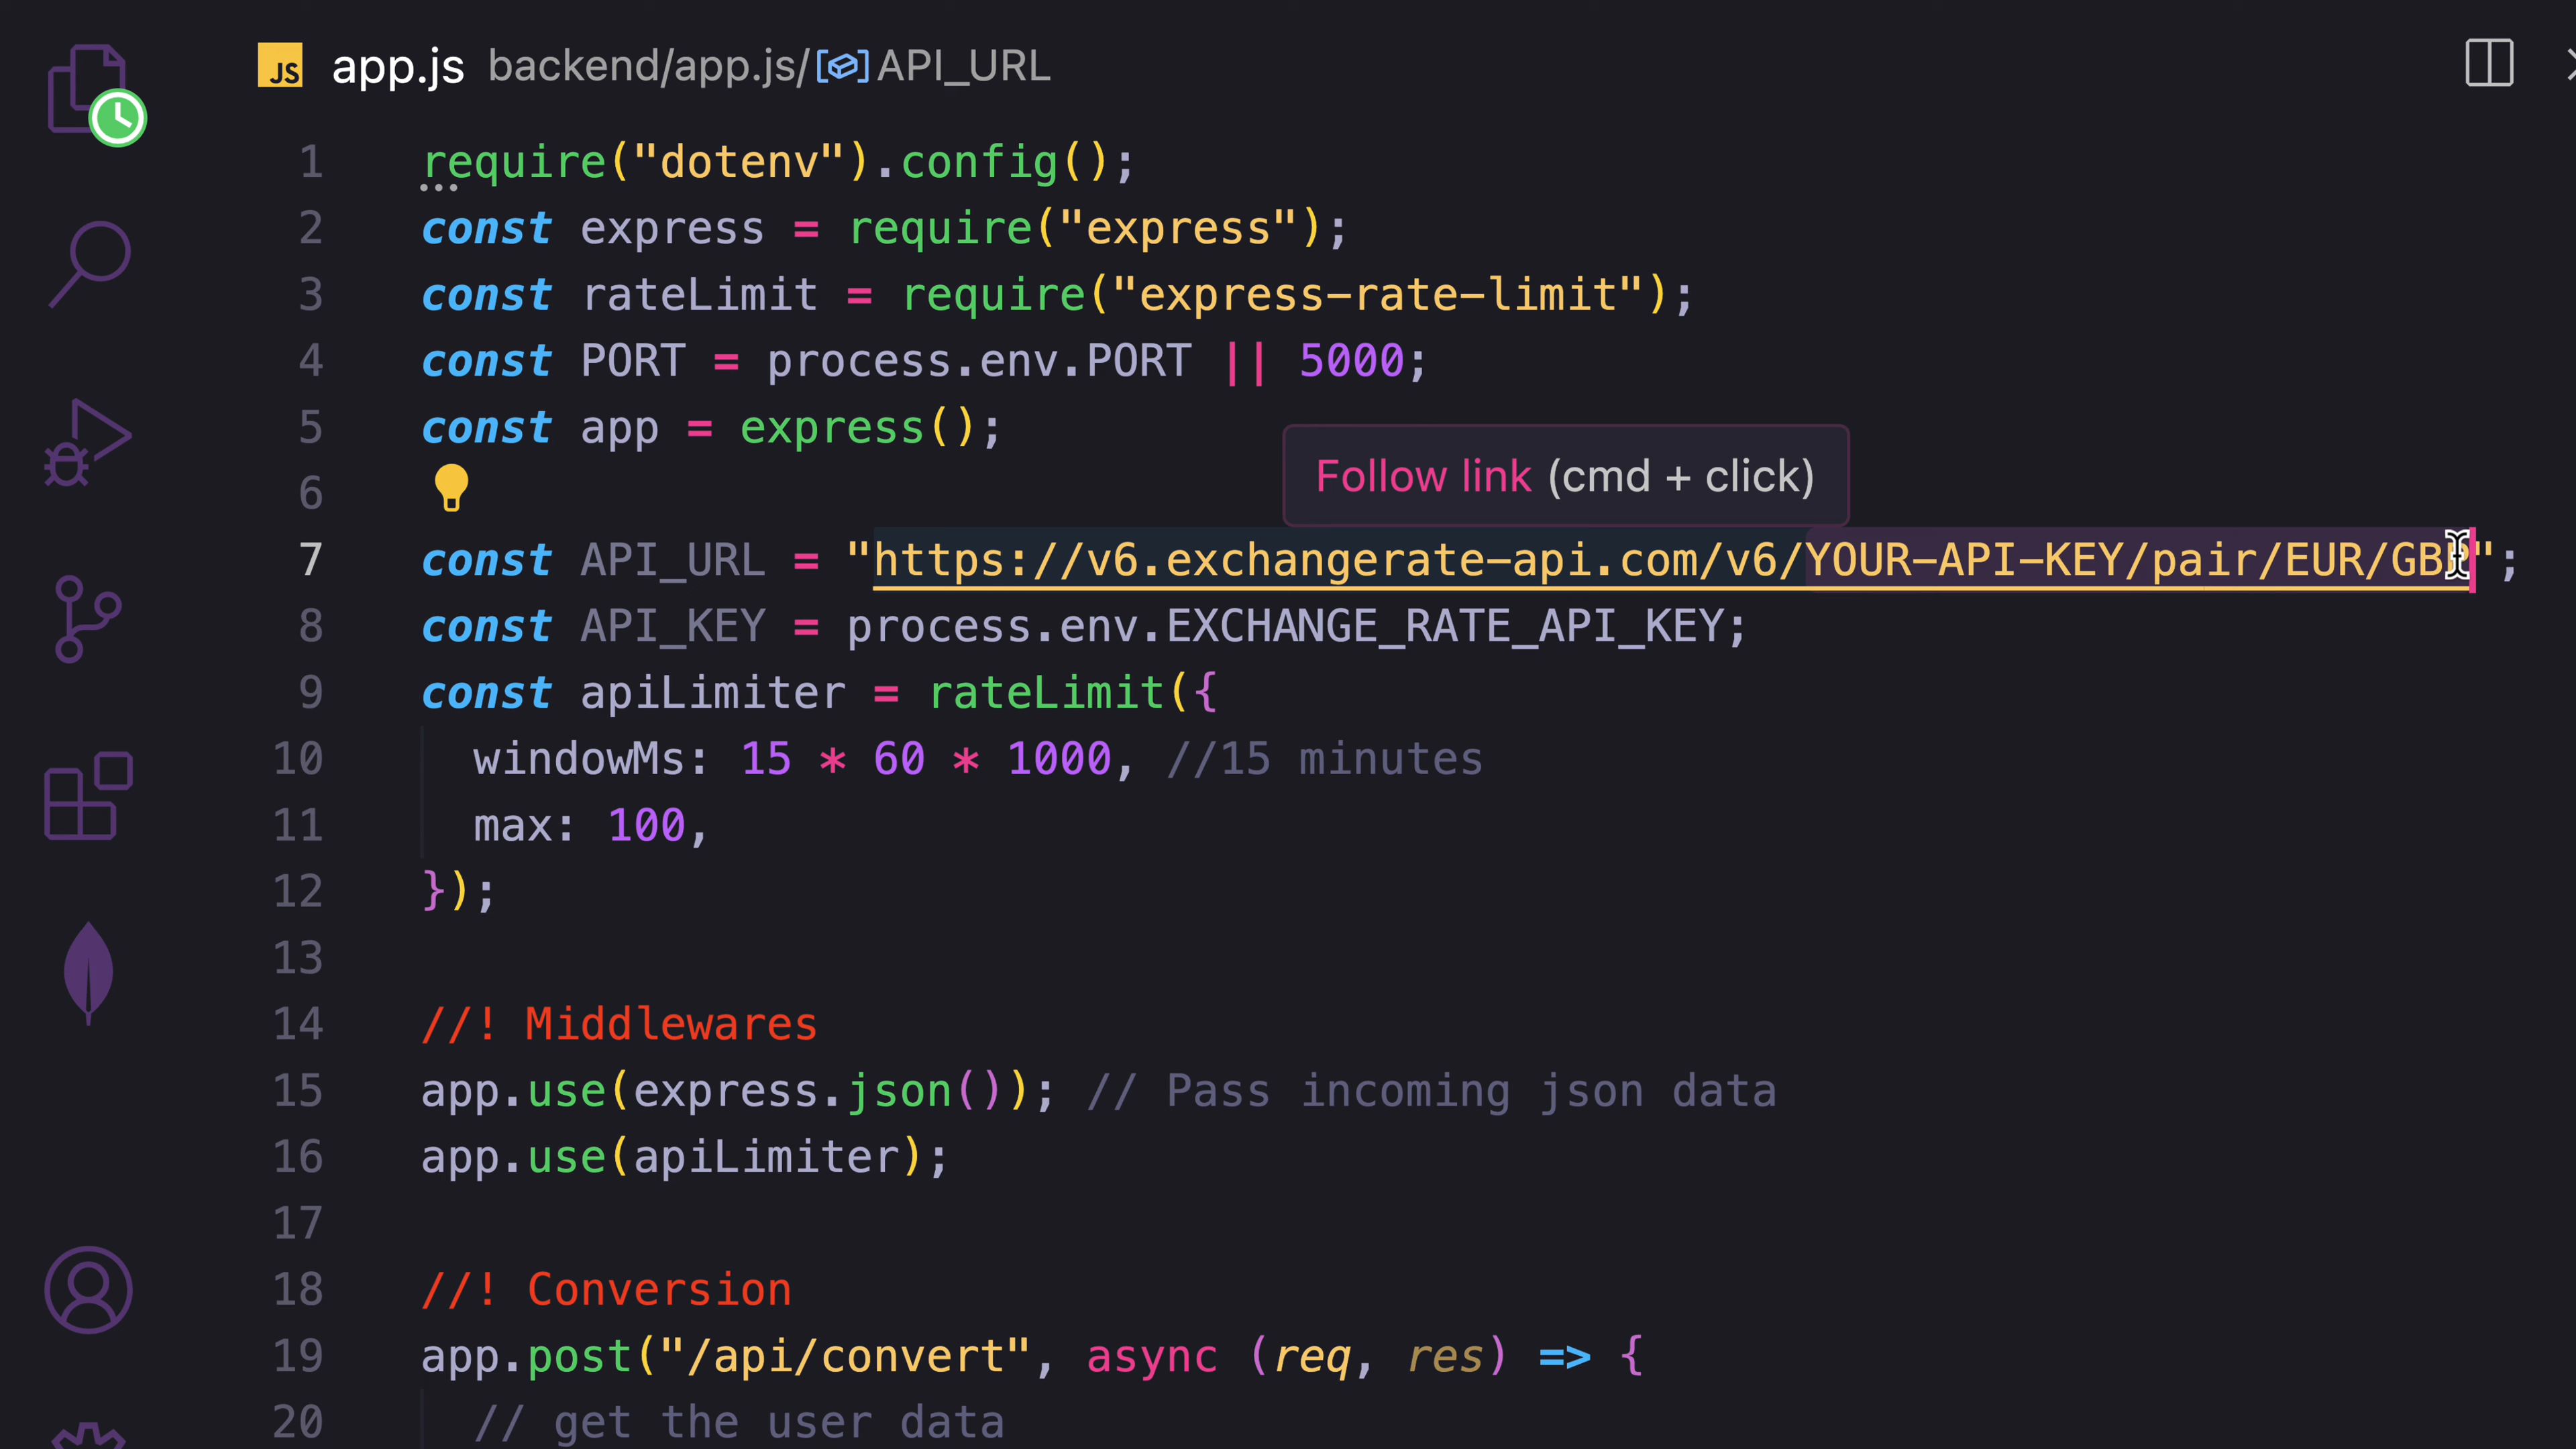 JS app.js backend/app.js/ API_URL
1 require("dotenv").config();
2 const express = require("express");
3 const rateLimit = require("express-rate-limit");
4 const PORT = process.env.PORT || 5000;
5 const app = express();
Follow link (cmd + click)
6
7 const API_URL = "https://v6.exchangerate-api.com/v6/YOUR-API-KEY/pair/EUR/GBP";
8 const API_KEY = process.env.EXCHANGE_RATE_API_KEY;
9 const apiLimiter = rateLimit({
10 windowMs: 15 * 60 * 1000, //15 minutes
11 max: 100,
12 });
13
14 //! Middlewares
15 app.use(express.json()); // Pass incoming json data
16 app.use(apiLimiter);
17
18 //! Conversion
19 app.post("/api/convert", async (req, res) => {
20 // get the user data